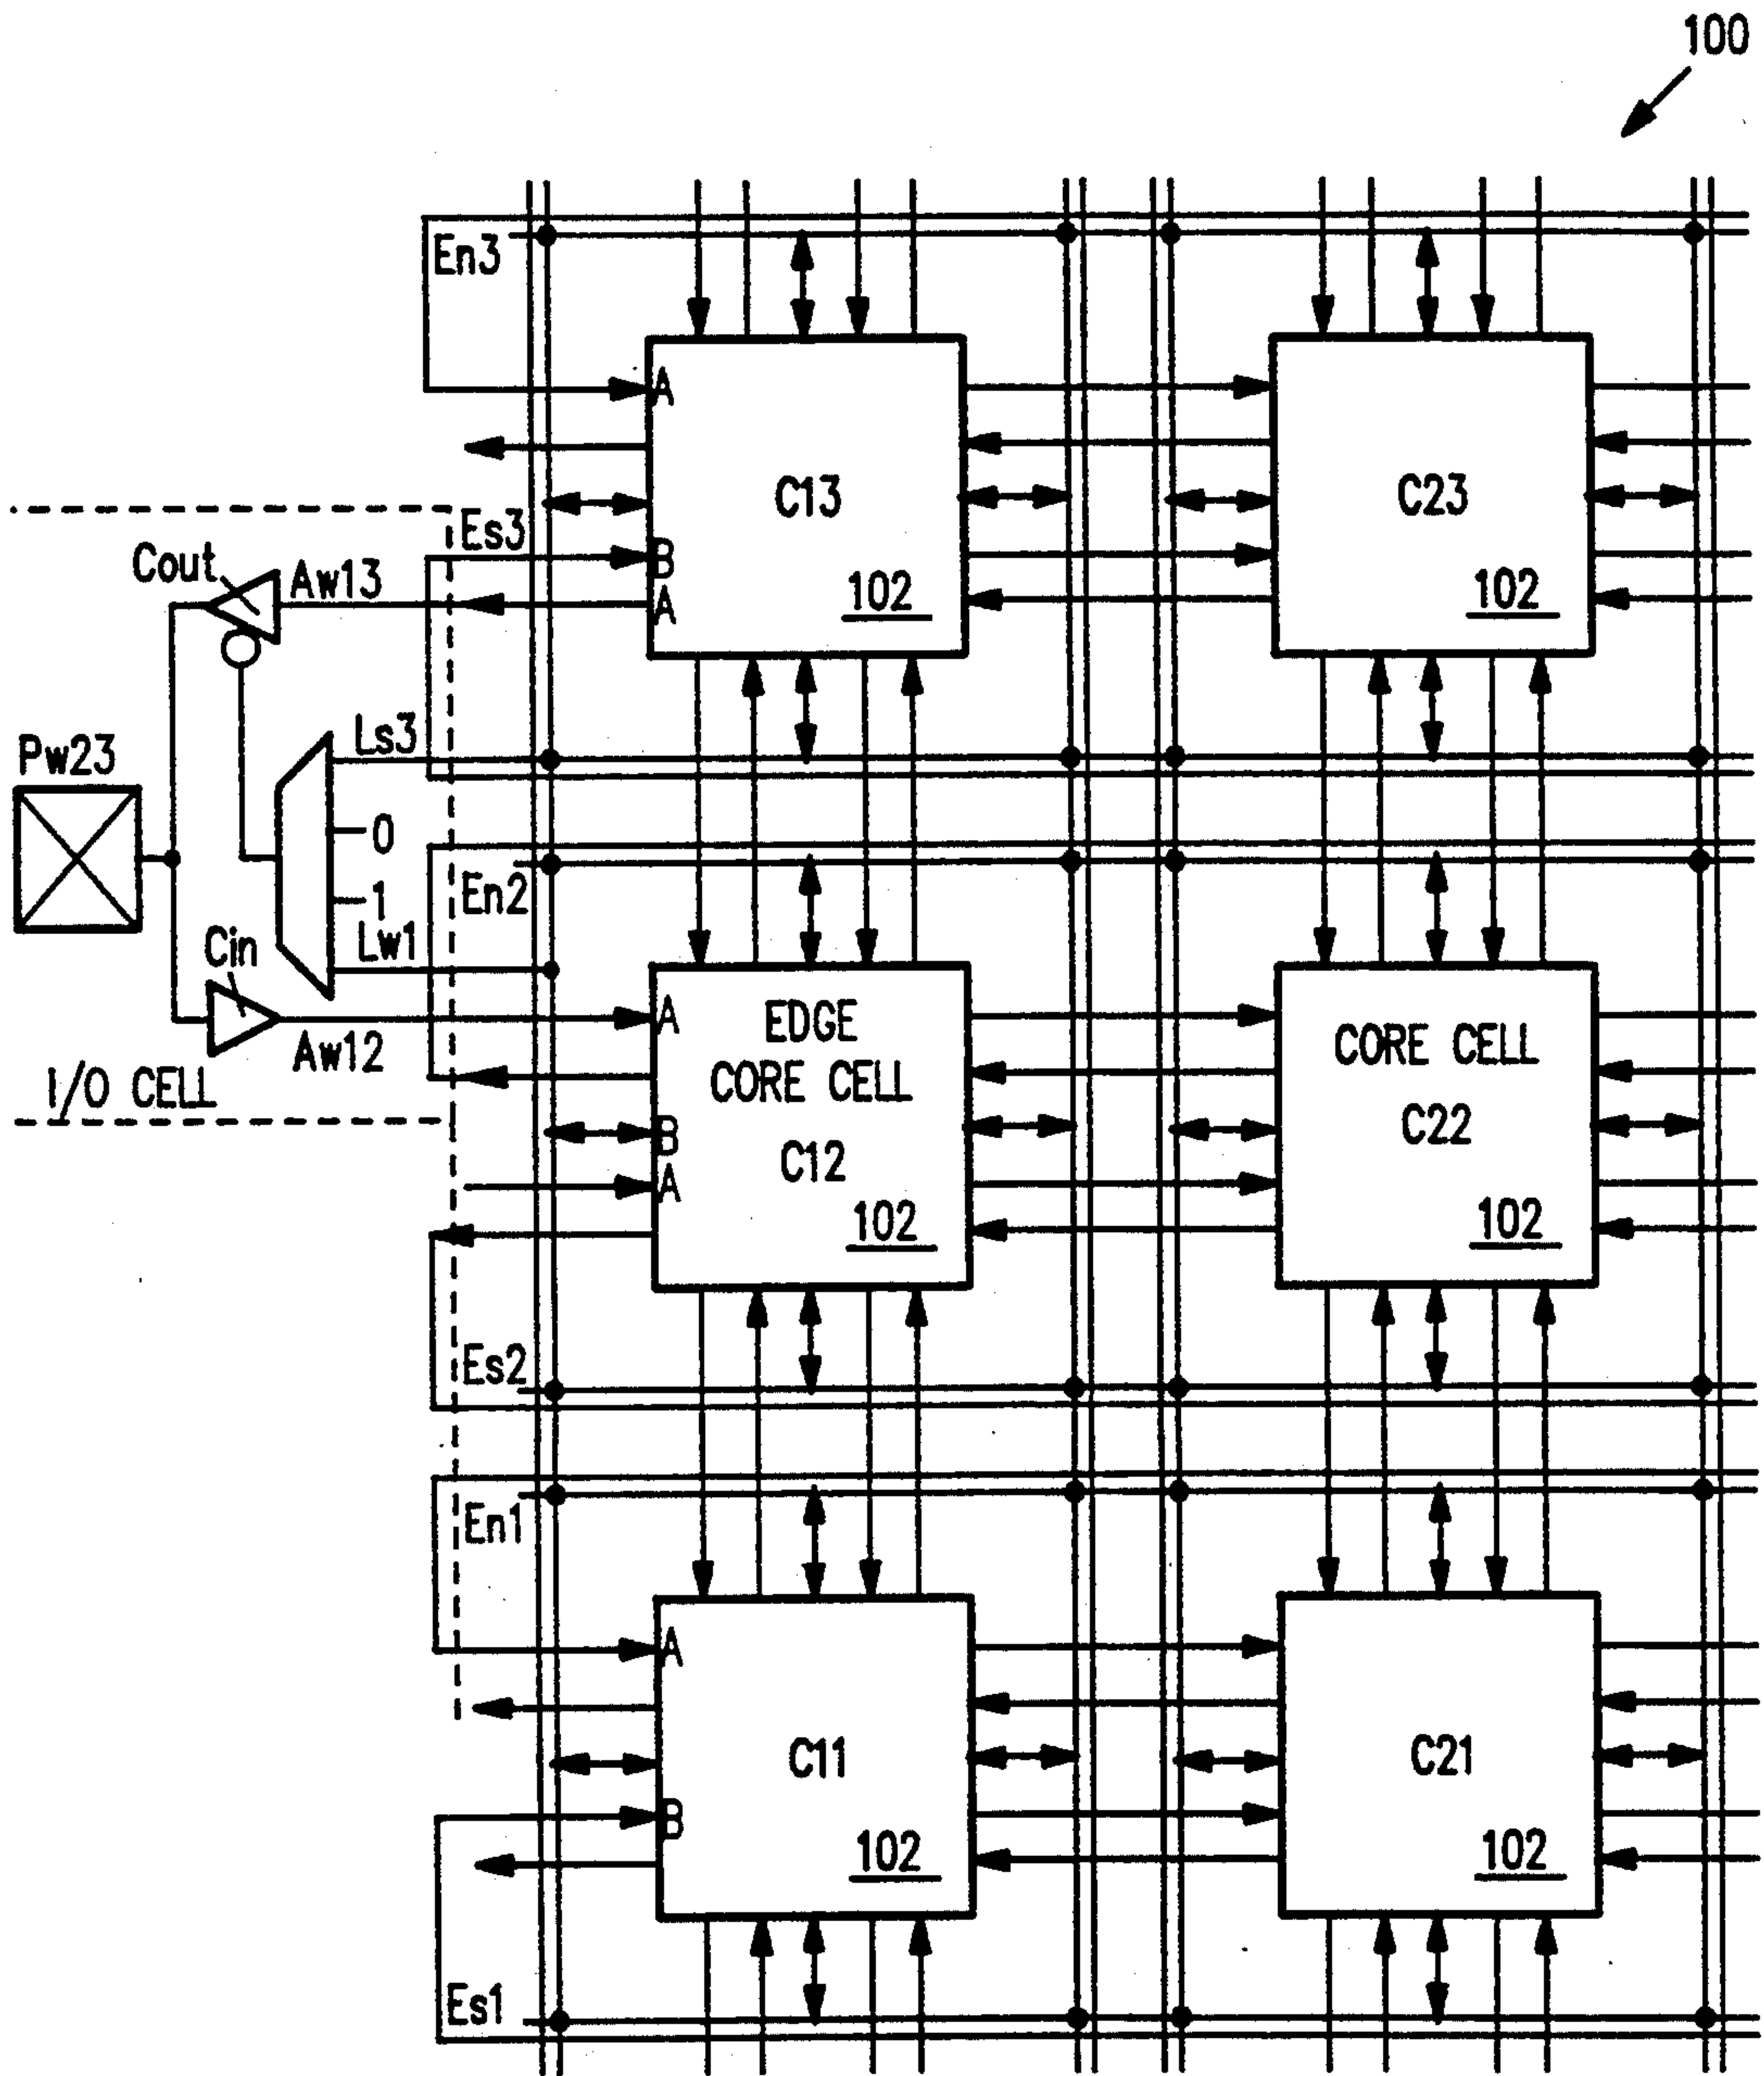 100
En3
A
C13
C23
Es3
B
Cout
Aw13
A
102
102
Pw23
Ls3
0
En2
1
Cin
Lw1
A
EDGE
CORE CELL
C12
CORE CELL
C22
Aw12
I/O CELL
B
A
102
102
Es2
En1
A
C11
C21
B
102
102
Es1